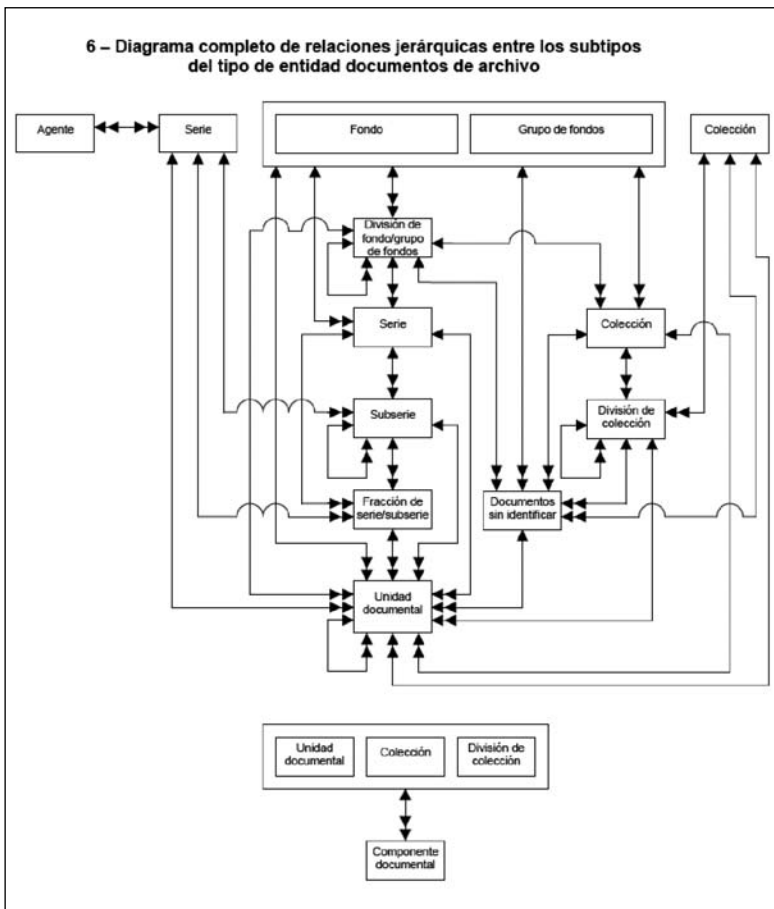 6 – Diagrama completo de relaciones jerárquicas entre los subtipos
del tipo de entidad documentos de archivo
Agente
Serie
Fondo
Grupo de fondos
Colección
División de
fondo/grupo
de fondos
Serie
Colección
Subserie
División de
colección
Fracción de
serie/subserie
Documentos
sin identificar
Unidad
documental
Unidad
documental
Colección
División de
colección
Componente
documental